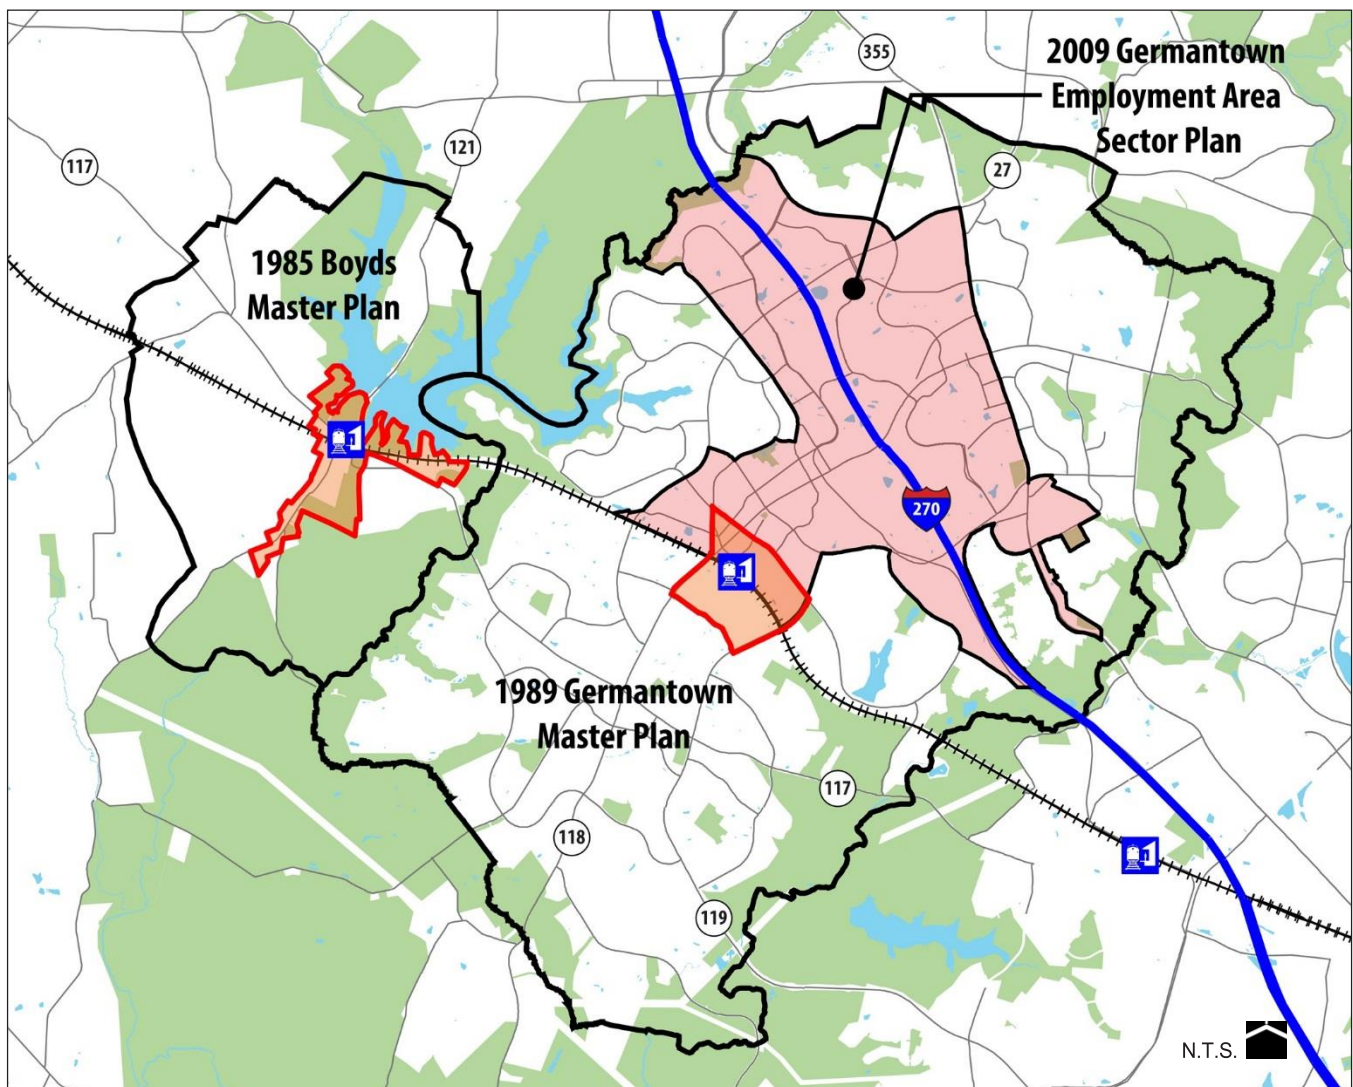 355
2009 Germantown
Employment Area
Sector Plan
121
117
27
1985 Boyds
Master Plan
270
1989 Germantown
Master Plan
117
118
119
N.T.S.